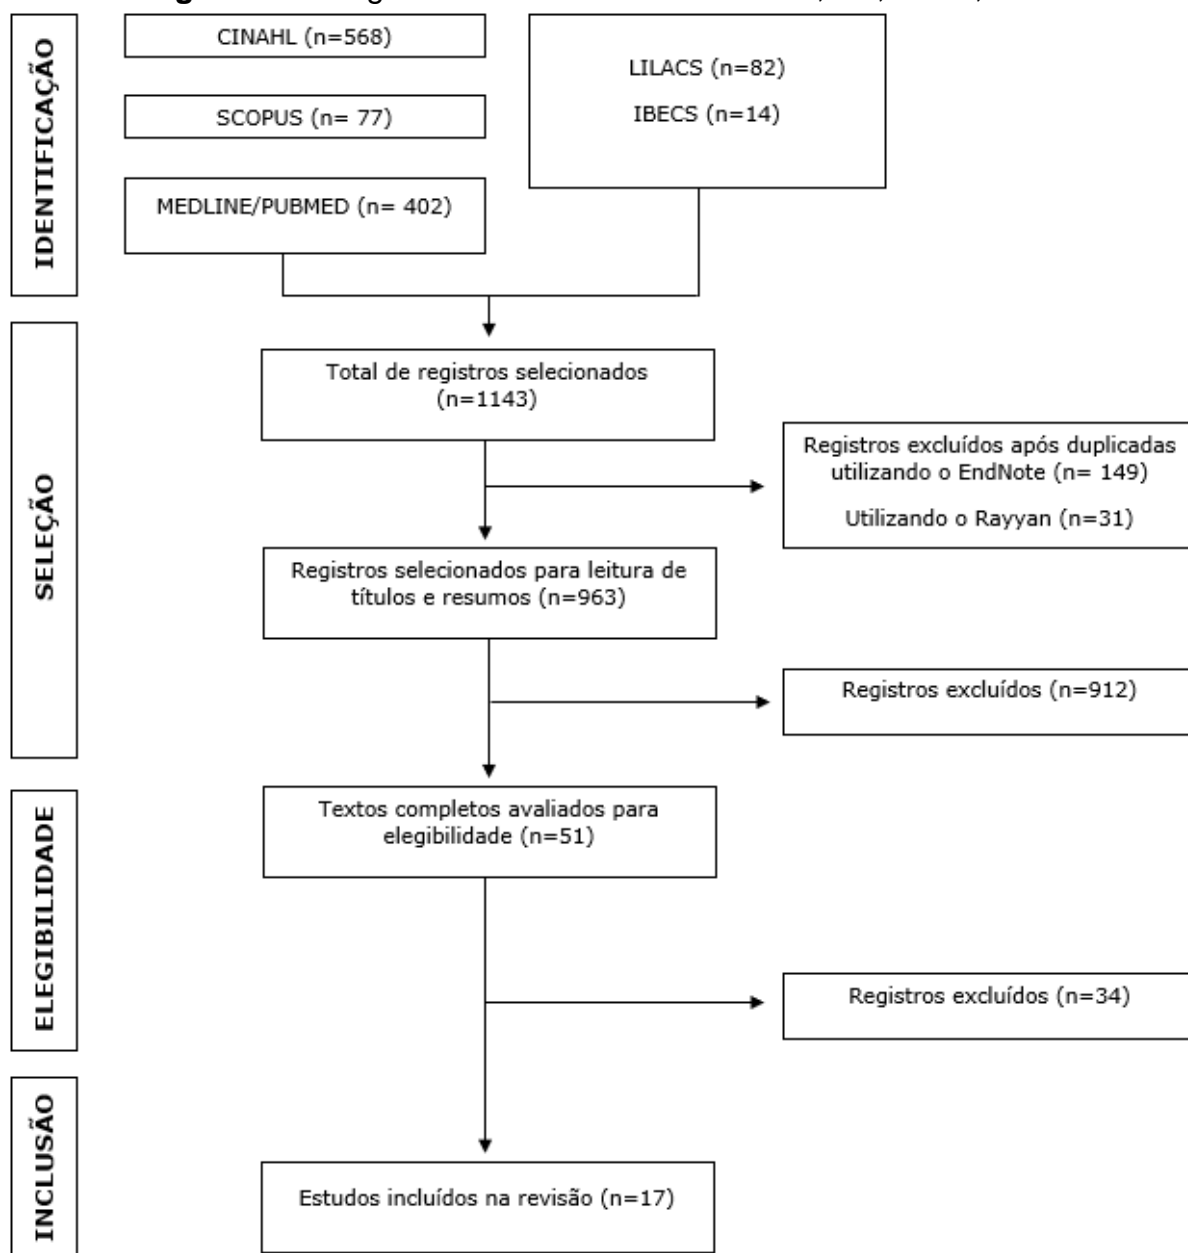 IDENTIFICAÇÃO
CINAHL (n=568)
SCOPUS (n= 77)
MEDLINE/PUBMED (n= 402)
LILACS (n=82)
IBECS (n=14)
SELEÇÃO
Total de registros selecionados
(n=1143)
Registros excluídos após duplicadas
utilizando o EndNote (n= 149)
Utilizando o Rayyan (n=31)
Registros selecionados para leitura de
títulos e resumos (n=963)
Registros excluídos (n=912)
ELEGIBILIDADE
Textos completos avaliados para
elegibilidade (n=51)
Registros excluídos (n=34)
INCLUSÃO
Estudos incluídos na revisão (n=17)